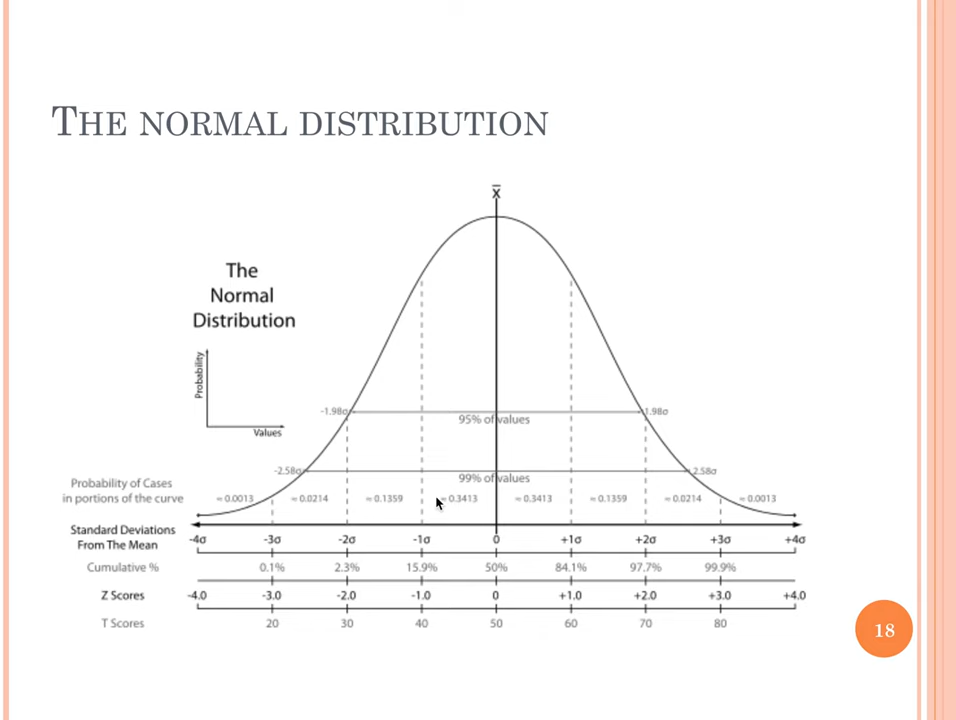 THE NORMAL DISTRIBUTION
X̄
The
Normal
Distribution
Probability
Values
-1.98σ 95% of values 1.98σ
-2.58σ 99% of values 2.58σ
Probability of Cases
in portions of the curve
≈ 0.0013 ≈ 0.0214 ≈ 0.1359 ≈ 0.3413 ≈ 0.3413 ≈ 0.1359 ≈ 0.0214 ≈ 0.0013
Standard Deviations
From The Mean
-4σ -3σ -2σ -1σ 0 +1σ +2σ +3σ +4σ
Cumulative % 0.1% 2.3% 15.9% 50% 84.1% 97.7% 99.9%
Z Scores -4.0 -3.0 -2.0 -1.0 0 +1.0 +2.0 +3.0 +4.0
T Scores 20 30 40 50 60 70 80
18